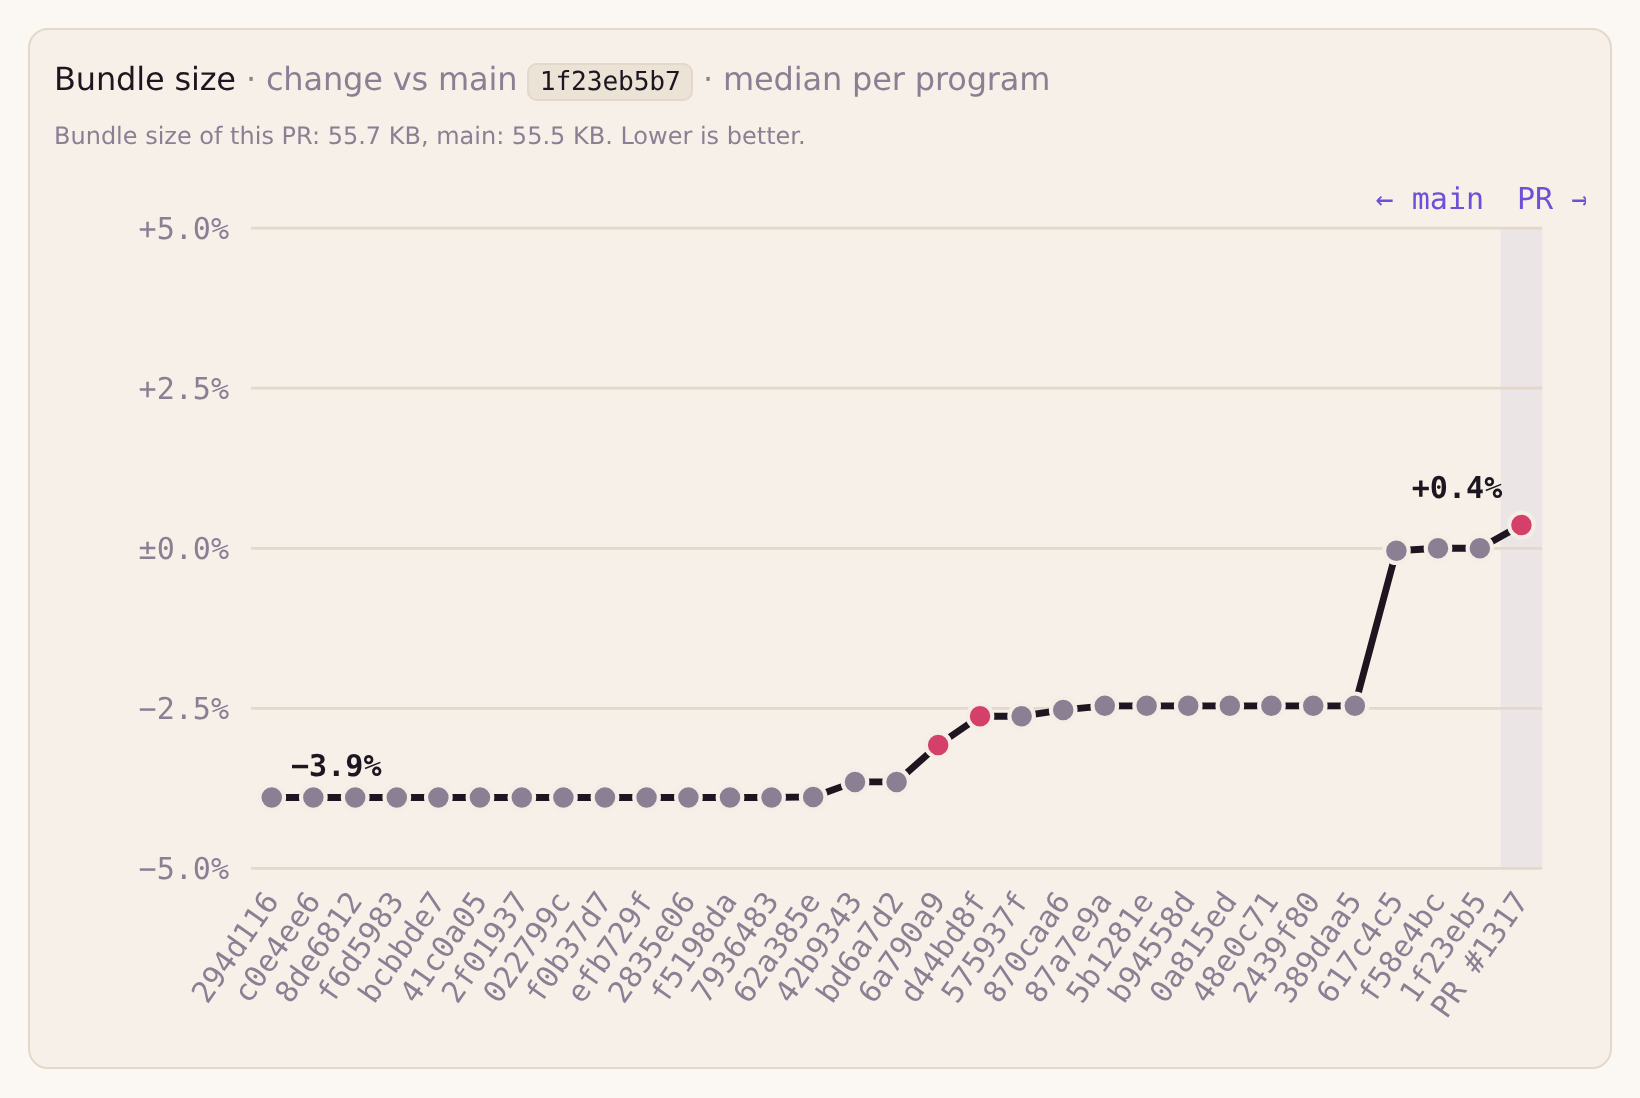 Bundle size · change vs main 1f23eb5b7 · median per program
Bundle size of this PR: 55.7 KB, main: 55.5 KB. Lower is better.
← main PR →
+5.0%
+2.5%
+0.4%
±0.0%
−2.5%
−3.9%
−5.0%
294d116
c0e4ee6
8de6812
f6d5983
bcbbde7
41c0a05
2f01937
022799c
f0b37d7
efb729f
2835e06
f5198da
7936483
62a385e
42b9343
bd6a7d2
6a790a9
d44bd8f
575937f
870caa6
87a7e9a
5b1281e
b94558d
0a815ed
48e0c71
2439f80
389daa5
617c4c5
f58e4bc
1f23eb5
PR #1317